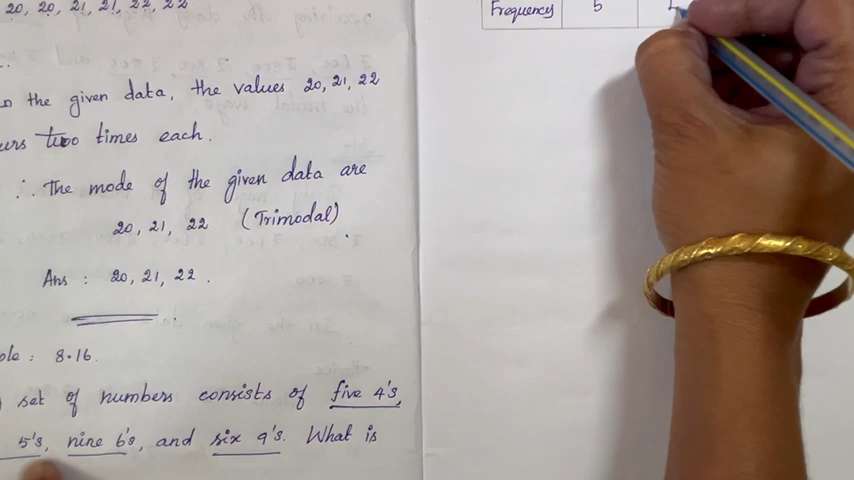 20, 20, 21, 21, 22, 22
the given data, the values 20, 21, 22
two times each.
∴ The mode of the given data are
20, 21, 22 (Trimodal).
Ans : 20, 21, 22.
8.16.
set of numbers consists of five 4's,
5's, nine 6's, and six 9's. What is
Frequency 5